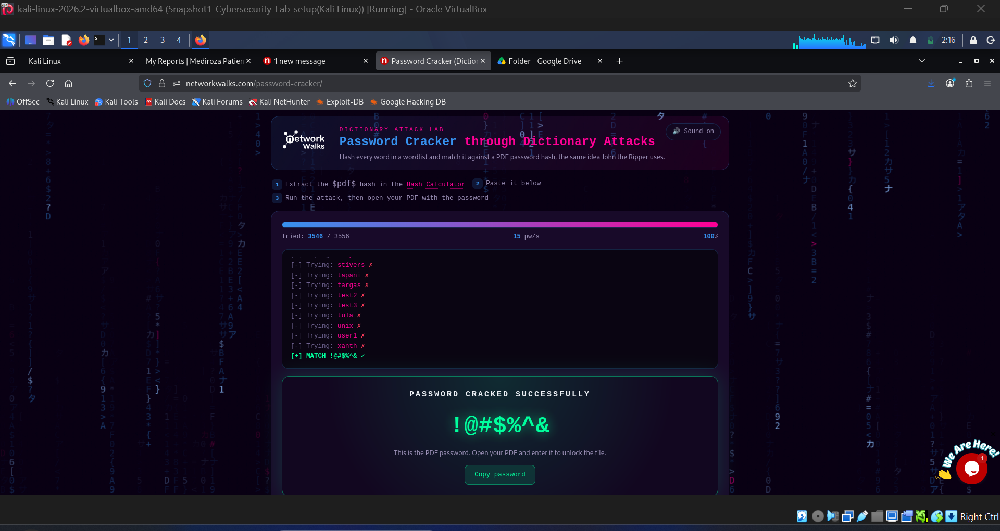 kali-linux-2026.2-virtualbox-amd64 (Snapshot1_Cybersecurity_Lab_setup(Kali Linux)) [Running] - Oracle VirtualBox
1 2 3 4
2:16
Kali Linux
My Reports | Mediroza Patien
1 new message
Password Cracker (Diction
Folder - Google Drive
networkwalks.com/password-cracker/
OffSec
Kali Linux
Kali Tools
Kali Docs
Kali Forums
Kali NetHunter
Exploit-DB
Google Hacking DB
network
walks
DICTIONARY ATTACK LAB
Password Cracker through Dictionary Attacks
Hash every word in a wordlist and match it against a PDF password hash, the same idea John the Ripper uses.
Sound on
1 Extract the $pdf$ hash in the Hash Calculator
2 Paste it below
3 Run the attack, then open your PDF with the password
Tried: 3546 / 3556
15 pw/s
100%
[-] Trying: stivers ✗
[-] Trying: tapani ✗
[-] Trying: targas ✗
[-] Trying: test2 ✗
[-] Trying: test3 ✗
[-] Trying: tula ✗
[-] Trying: unix ✗
[-] Trying: user1 ✗
[-] Trying: xanth ✗
[+] MATCH !@#$%^& ✓
PASSWORD CRACKED SUCCESSFULLY
!@#$%^&
This is the PDF password. Open your PDF and enter it to unlock the file.
Copy password
We Are Here!
1
Right Ctrl